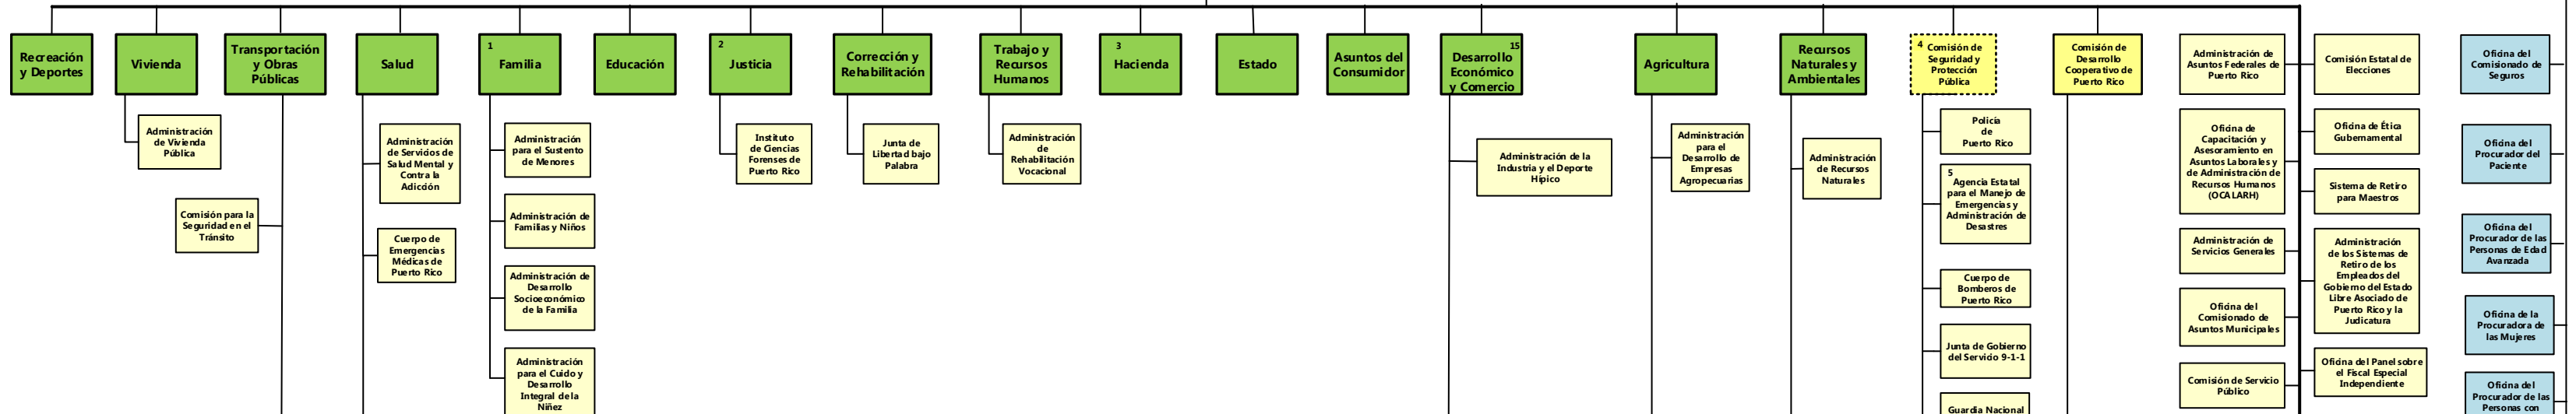 Recreación
y Deportes
Vivienda
Transportación
y Obras
Públicas
Salud
1
Familia
Educación
2
Justicia
Corrección y
Rehabilitación
Trabajo y
Recursos
Humanos
3
Hacienda
Estado
Asuntos del
Consumidor
15
Desarrollo
Económico
y Comercio
Agricultura
Recursos
Naturales y
Ambientales
4 Comisión de
Seguridad y
Protección
Pública
Comisión de
Desarrollo
Cooperativo de
Puerto Rico
Administración de
Asuntos Federales de
Puerto Rico
Comisión Estatal de
Elecciones
Oficina del
Comisionado de
Seguros
Administración
de Vivienda
Pública
Comisión para la
Seguridad en el
Tránsito
Administración
de Servicios de
Salud Mental y
Contra la
Adicción
Cuerpo de
Emergencias
Médicas de
Puerto Rico
Administración
para el Sustento
de Menores
Administración de
Familias y Niños
Administración de
Desarrollo
Socioeconómico
de la Familia
Administración
para el Cuido y
Desarrollo
Integral de la
Niñez
Instituto
de Ciencias
Forenses de
Puerto Rico
Junta de
Libertad bajo
Palabra
Administración
de
Rehabilitación
Vocacional
Administración de la
Industria y el Deporte
Hípico
Administración
para el
Desarrollo de
Empresas
Agropecuarias
Administración
de Recursos
Naturales
Policía
de
Puerto Rico
5
Agencia Estatal
para el Manejo de
Emergencias y
Administración de
Desastres
Cuerpo de
Bomberos de
Puerto Rico
Junta de Gobierno
del Servicio 9-1-1
Guardia Nacional
Oficina de
Capacitación y
Asesoramiento en
Asuntos Laborales y
de Administración de
Recursos Humanos
(OCALARH)
Administración de
Servicios Generales
Oficina del
Comisionado de
Asuntos Municipales
Comisión de Servicio
Público
Oficina de Ética
Gubernamental
Sistema de Retiro
para Maestros
Administración
de los Sistemas de
Retiro de los
Empleados del
Gobierno del Estado
Libre Asociado de
Puerto Rico y la
Judicatura
Oficina del Panel sobre
el Fiscal Especial
Independiente
Oficina del
Procurador del
Paciente
Oficina del
Procurador de las
Personas de Edad
Avanzada
Oficina de la
Procuradora de
las Mujeres
Oficina del
Procurador de las
Personas con